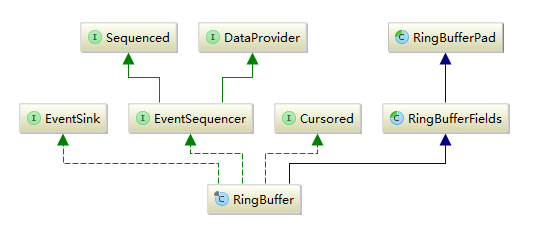 Sequenced
DataProvider
RingBufferPad
EventSink
EventSequencer
Cursored
RingBufferFields
RingBuffer